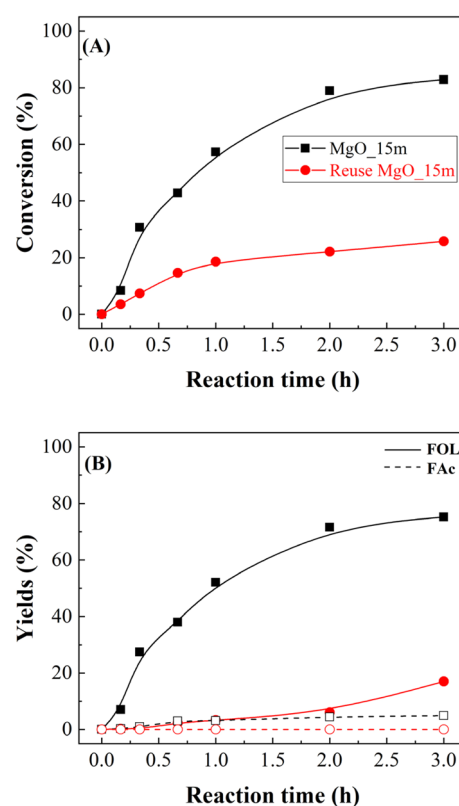 (A)
Conversion (%)
100
80
60
40
20
0
MgO_15m
Reuse MgO_15m
0.0 0.5 1.0 1.5 2.0 2.5 3.0
Reaction time (h)
(B)
FOL
FAc
Yields (%)
100
80
60
40
20
0
0.0 0.5 1.0 1.5 2.0 2.5 3.0
Reaction time (h)